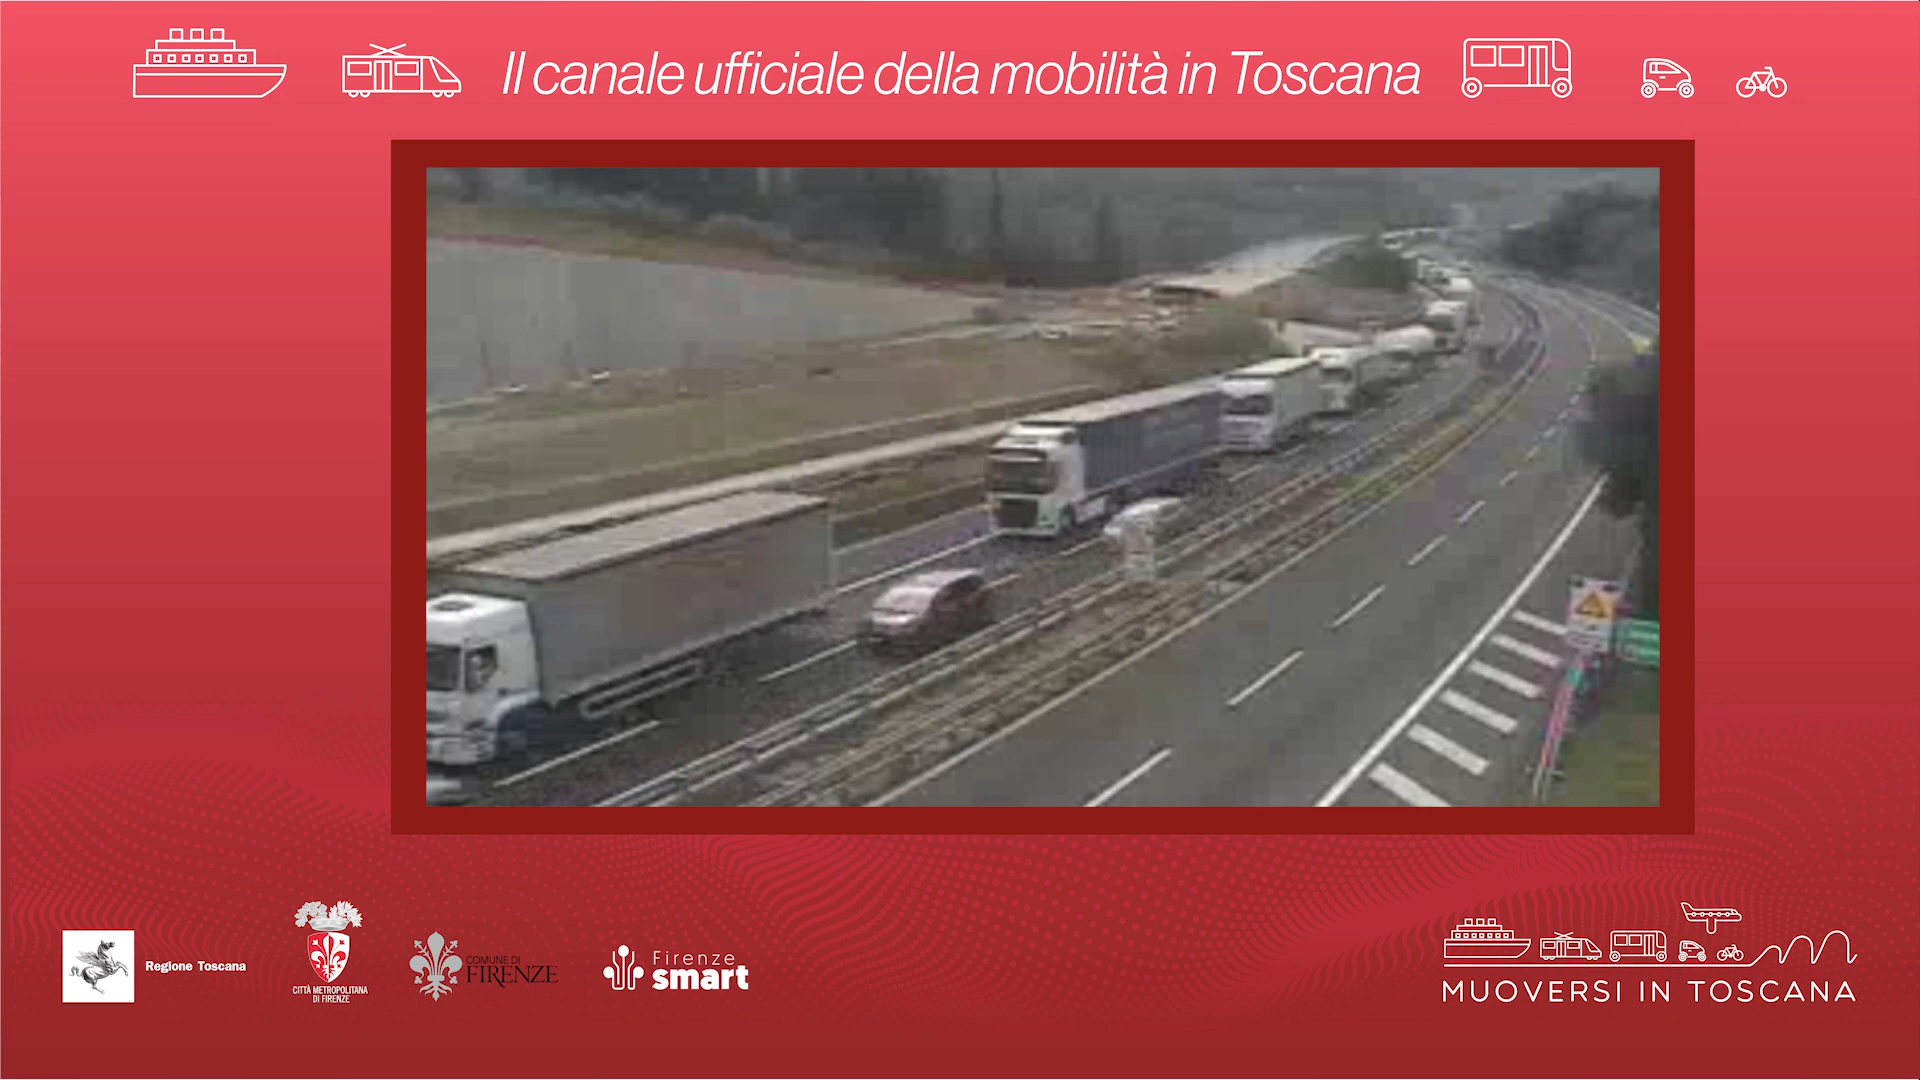 Il canale ufficiale della mobilità in Toscana
Regione Toscana
CITTÀ METROPOLITANA
DI FIRENZE
COMUNE DI
FIRENZE
Firenze
smart
MUOVERSI IN TOSCANA